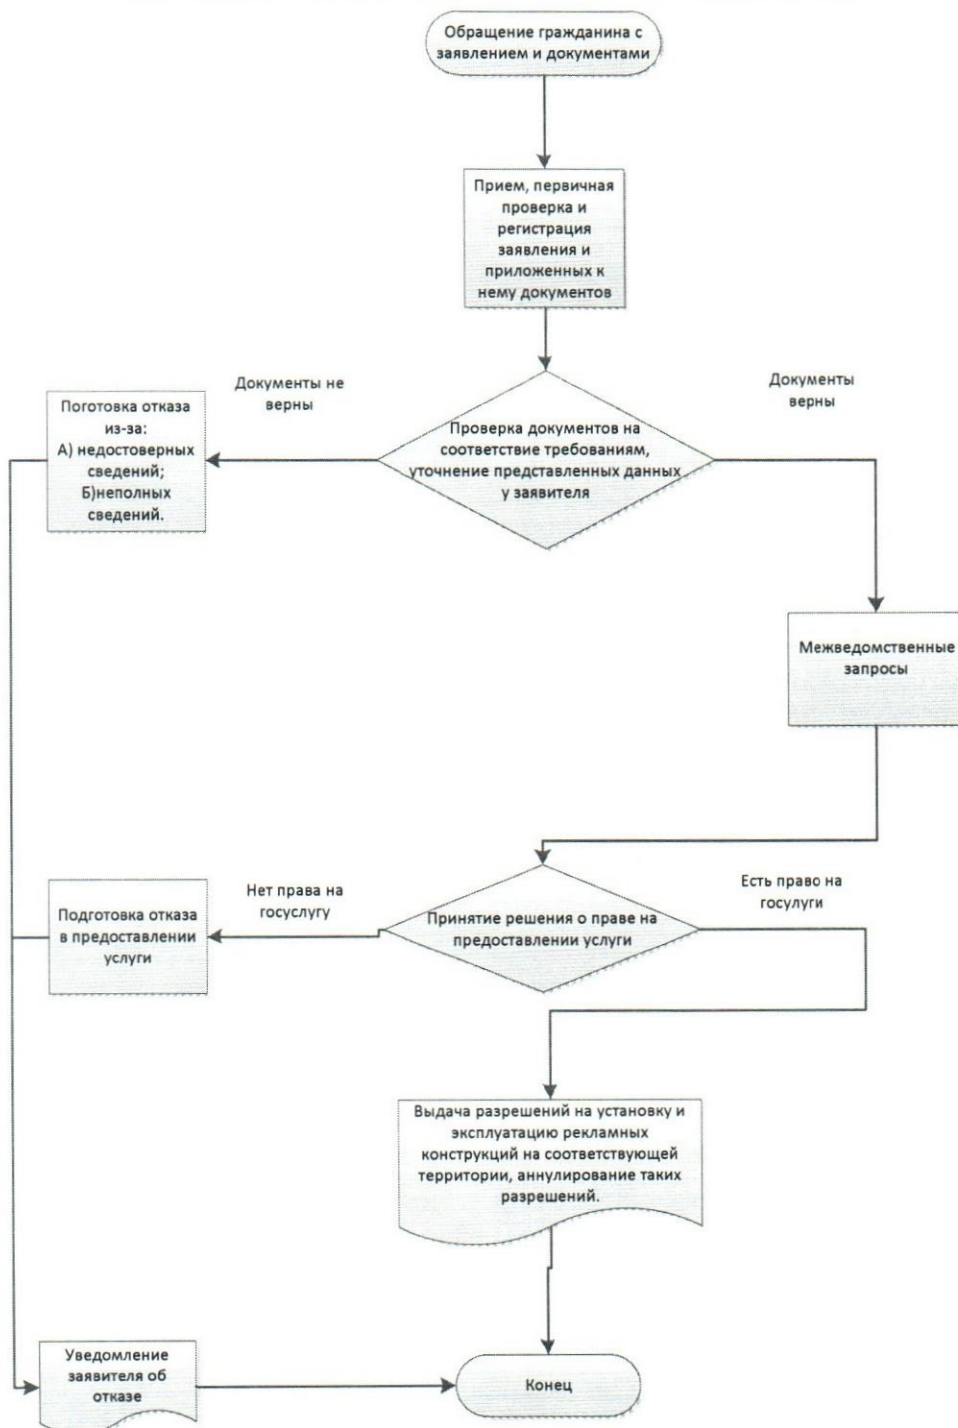 Обращение гражданина с
заявлением и документами
Прием, первичная
проверка и
регистрация
заявления и
приложенных к
нему документов
Документы не
верны
Документы
верны
Поготовка отказа
из-за:
А) недостоверных
сведений;
Б)неполных
сведений.
Проверка документов на
соответствие требованиям,
уточнение представленных данных
у заявителя
Межведомственные
запросы
Нет права на
госуслугу
Есть право на
госулуги
Подготовка отказа
в предоставлении
услуги
Принятие решения о праве на
предоставлении услуги
Выдача разрешений на установку и
эксплуатацию рекламных
конструкций на соответствующей
территории, аннулирование таких
разрешений.
Уведомление
заявителя об
отказе
Конец